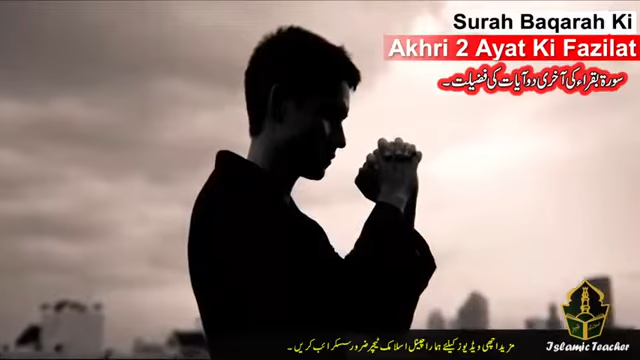 Surah Baqarah Ki
Akhri 2 Ayat Ki Fazilat
سورۃ بقراء کی آخری دو آیات کی فضیلت۔
مزید اچھی ویڈیوز کیلئے ہمارا چینل اسلامک ٹیچر ضرور سبسکرائب کریں۔
Islamic Teacher